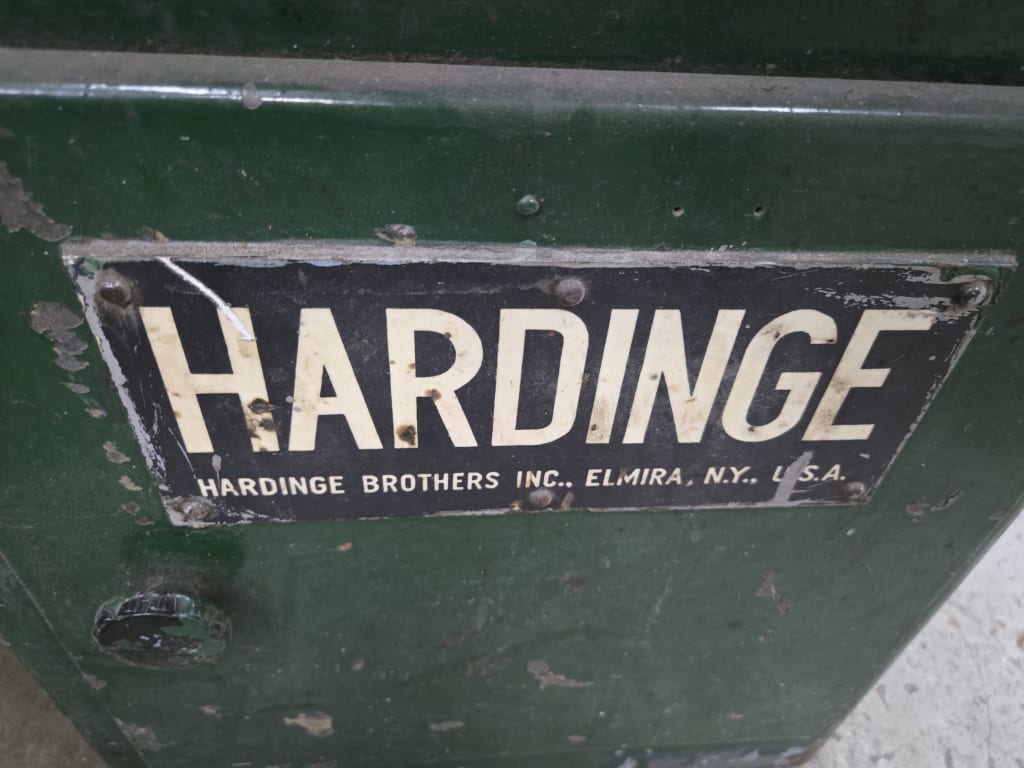 HARDINGE
HARDINGE BROTHERS INC., ELMIRA, N.Y., U.S.A.